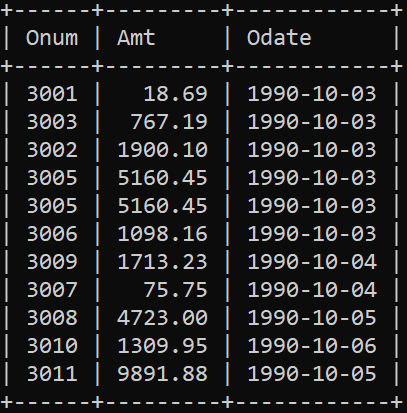 +------+---------+------------+
| Onum | Amt     | Odate      |
+------+---------+------------+
| 3001 |   18.69 | 1990-10-03 |
| 3003 |  767.19 | 1990-10-03 |
| 3002 | 1900.10 | 1990-10-03 |
| 3005 | 5160.45 | 1990-10-03 |
| 3005 | 5160.45 | 1990-10-03 |
| 3006 | 1098.16 | 1990-10-03 |
| 3009 | 1713.23 | 1990-10-04 |
| 3007 |   75.75 | 1990-10-04 |
| 3008 | 4723.00 | 1990-10-05 |
| 3010 | 1309.95 | 1990-10-06 |
| 3011 | 9891.88 | 1990-10-05 |
+------+---------+------------+